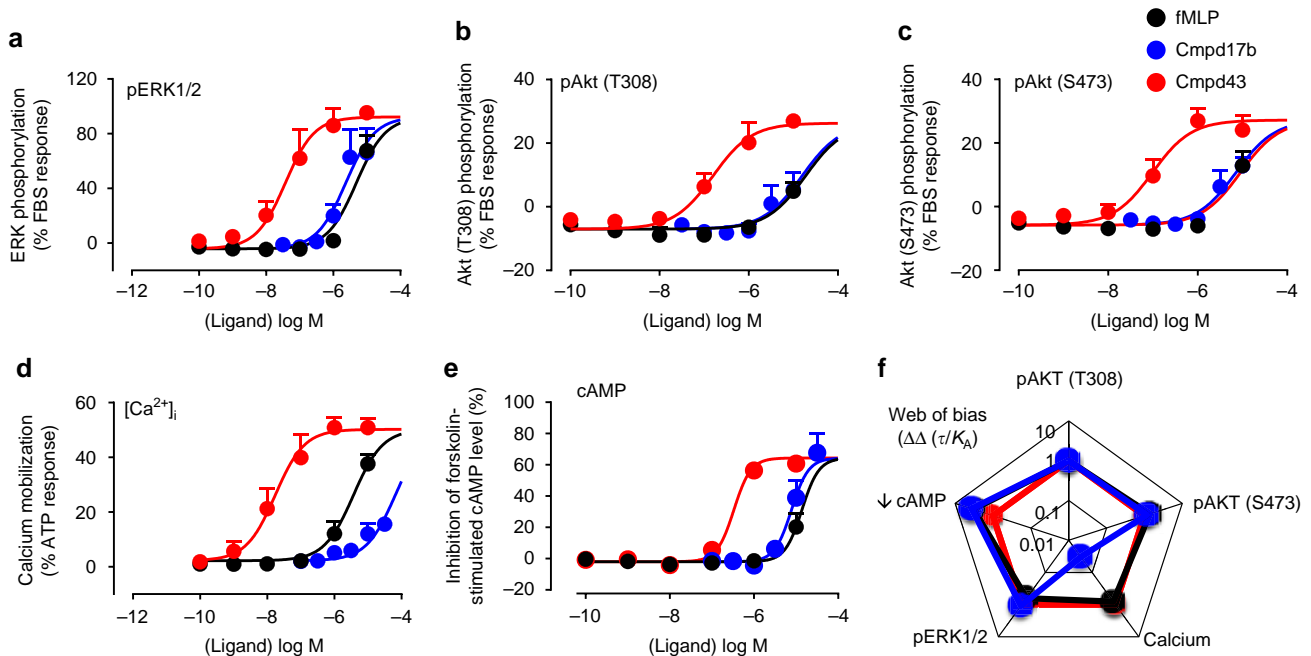 a
pERK1/2
ERK phosphorylation
(% FBS response)
120
80
40
0
–10
–8
–6
–4
(Ligand) log M
b
pAkt (T308)
Akt (T308) phosphorylation
(% FBS response)
40
20
0
–20
–10
–8
–6
–4
(Ligand) log M
c
pAkt (S473)
Akt (S473) phosphorylation
(% FBS response)
40
20
0
–20
–10
–8
–6
–4
(Ligand) log M
fMLP
Cmpd17b
Cmpd43
d
[Ca²⁺]ᵢ
Calcium mobilization
(% ATP response)
60
40
20
0
–10
–8
–6
–4
(Ligand) log M
e
cAMP
Inhibition of forskolin-
stimulated cAMP level (%)
100
80
60
40
20
0
–20
–10
–8
–6
–4
(Ligand) log M
f
pAKT (T308)
Web of bias
(ΔΔ (τ/K_A)
10
1
0.1
0.01
↓ cAMP
pAKT (S473)
pERK1/2
Calcium